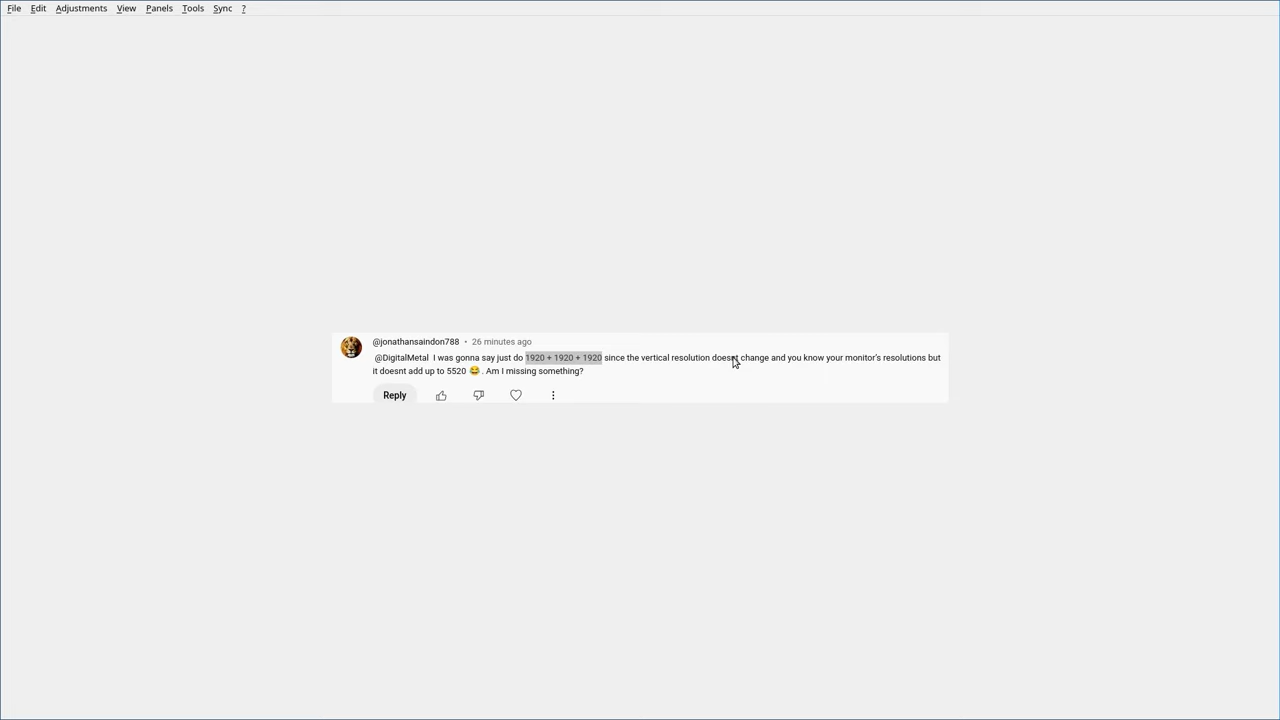 File Edit Adjustments View Panels Tools Sync ?
@jonathansaindon788 • 26 minutes ago
@DigitalMetal I was gonna say just do 1920 + 1920 + 1920 since the vertical resolution doesnt change and you know your monitor's resolutions but
it doesnt add up to 5520 😂. Am I missing something?
Reply